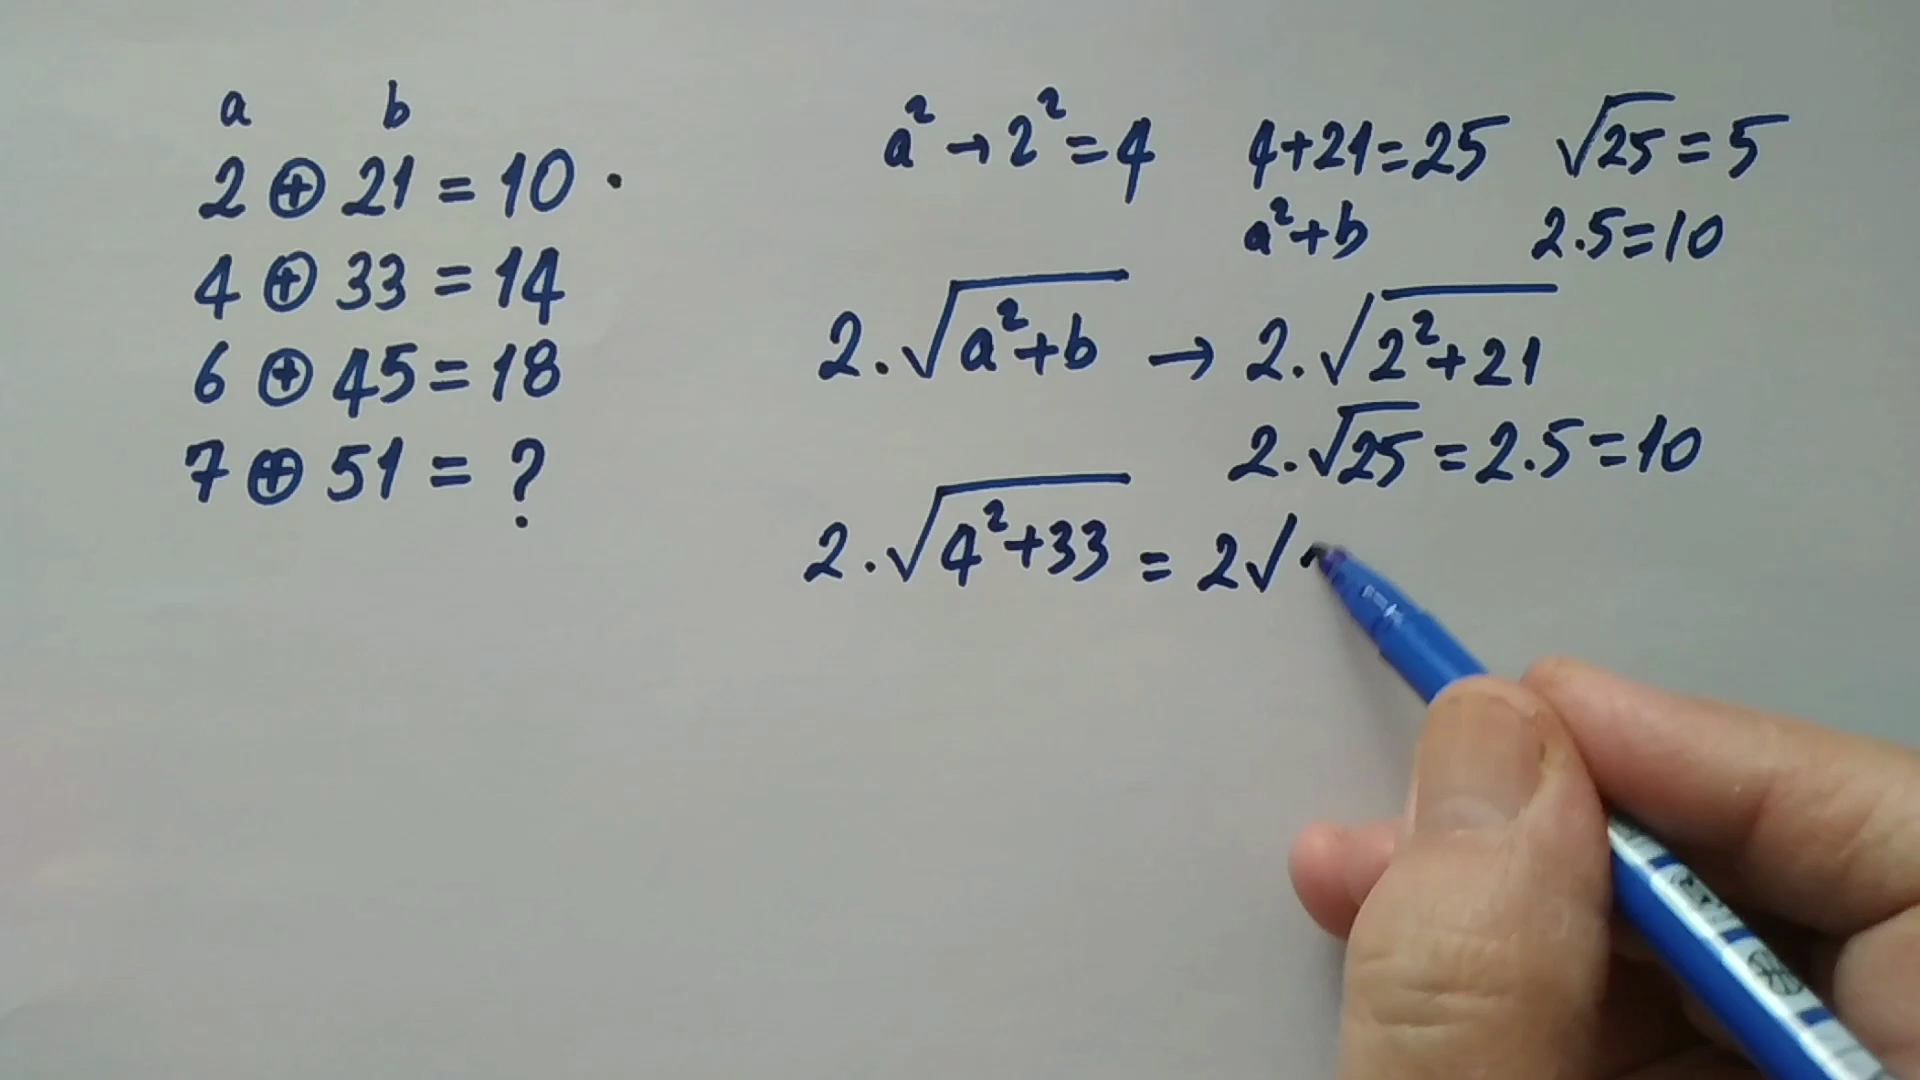 a b
2 ⊕ 21 = 10 .
4 ⊕ 33 = 14
6 ⊕ 45 = 18
7 ⊕ 51 = ?
a² → 2² = 4 4+21=25 √25 = 5
a²+b 2.5=10
2.√a²+b → 2.√2²+21
2.√25 = 2.5 = 10
2.√4²+33 = 2√